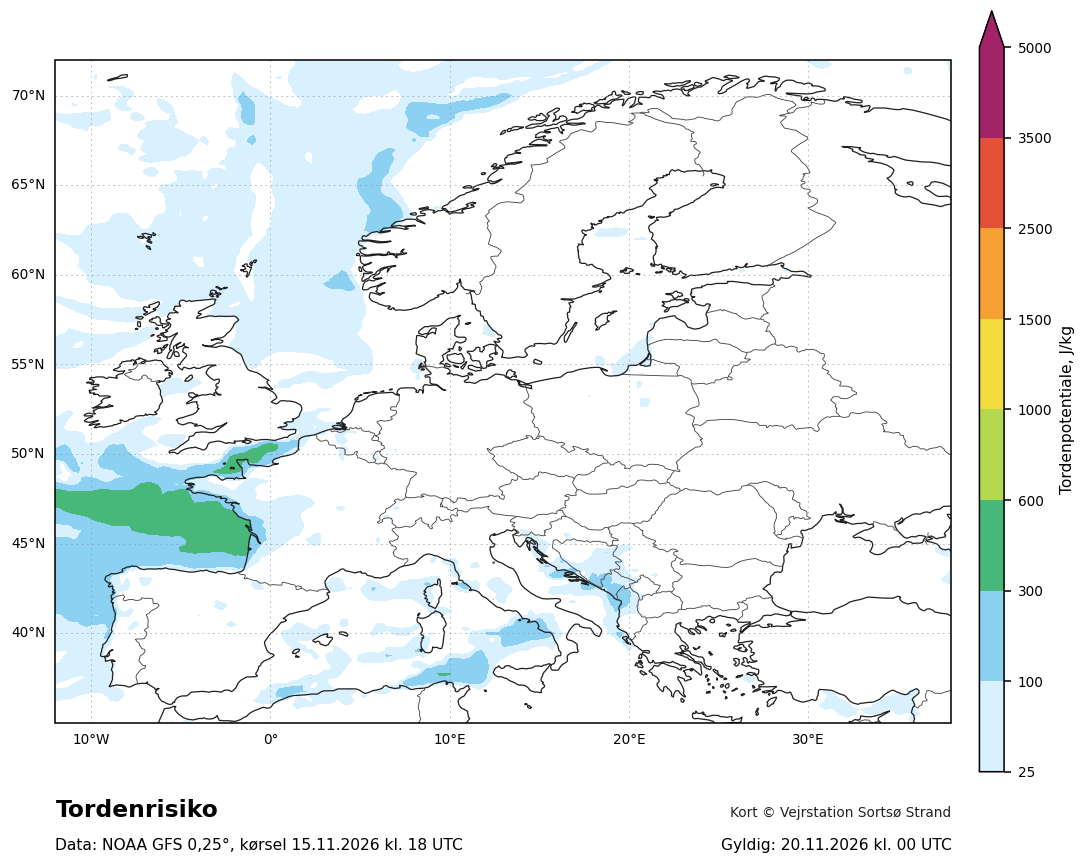 70°N
65°N
60°N
55°N
50°N
45°N
40°N
10°W
0°
10°E
20°E
30°E
5000
3500
2500
1500
1000
600
300
100
25
Tordenpotentiale, J/kg
Tordenrisiko
Kort © Vejrstation Sortsø Strand
Data: NOAA GFS 0,25°, kørsel 15.11.2026 kl. 18 UTC
Gyldig: 20.11.2026 kl. 00 UTC